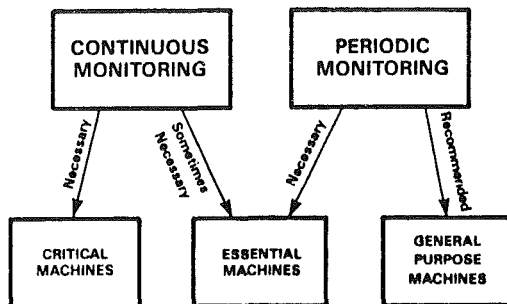 CONTINUOUS
MONITORING
PERIODIC
MONITORING
Necessary
Sometimes
Necessary
Necessary
Recommended
CRITICAL
MACHINES
ESSENTIAL
MACHINES
GENERAL
PURPOSE
MACHINES